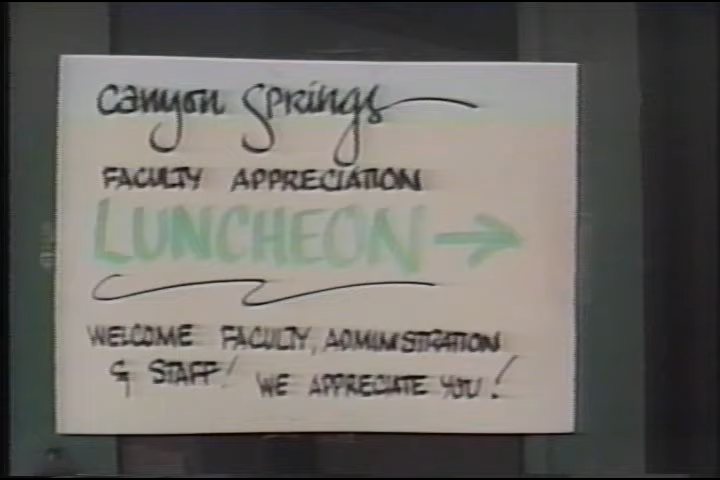 Canyon Springs
FACULTY APPRECIATION
LUNCHEON →
WELCOME FACULTY, ADMINISTRATION
& STAFF! WE APPRECIATE YOU!